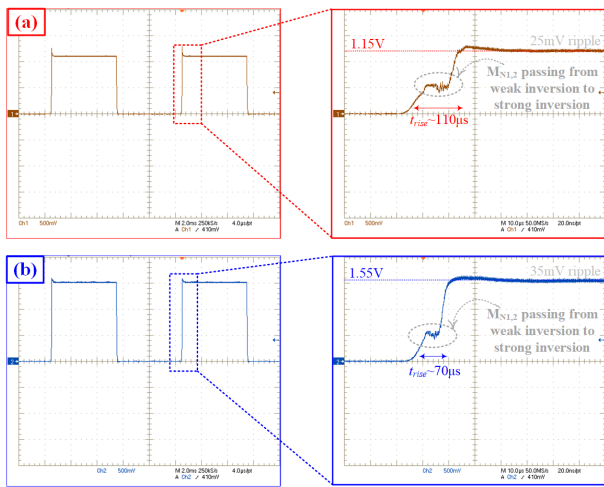 (a)
Ch1 500mV
M 2.0ms 250kS/s 4.0µs/pt
A Ch1 / 410mV
1.15V
25mV ripple
MN1,2 passing from
weak inversion to
strong inversion
trise~110µs
Ch1 500mV
M 10.0µs 50.0MS/s 20.0ns/pt
A Ch1 / 410mV
(b)
2
Ch2 500mV
M 2.0ms 250kS/s 4.0µs/pt
A Ch2 / 410mV
1.55V
35mV ripple
MN1,2 passing from
weak inversion to
strong inversion
trise~70µs
2
Ch2 500mV
M 10.0µs 50.0MS/s 20.0ns/pt
A Ch2 / 410mV